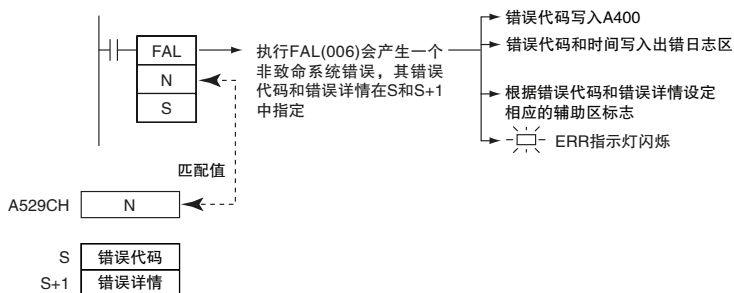 FAL
N
S
执行FAL(006)会产生一个
非致命系统错误，其错误
代码和错误详情在S和S+1
中指定
错误代码写入A400
错误代码和时间写入出错日志区
根据错误代码和错误详情设定
相应的辅助区标志
ERR指示灯闪烁
匹配值
A529CH N
S 错误代码
S+1 错误详情